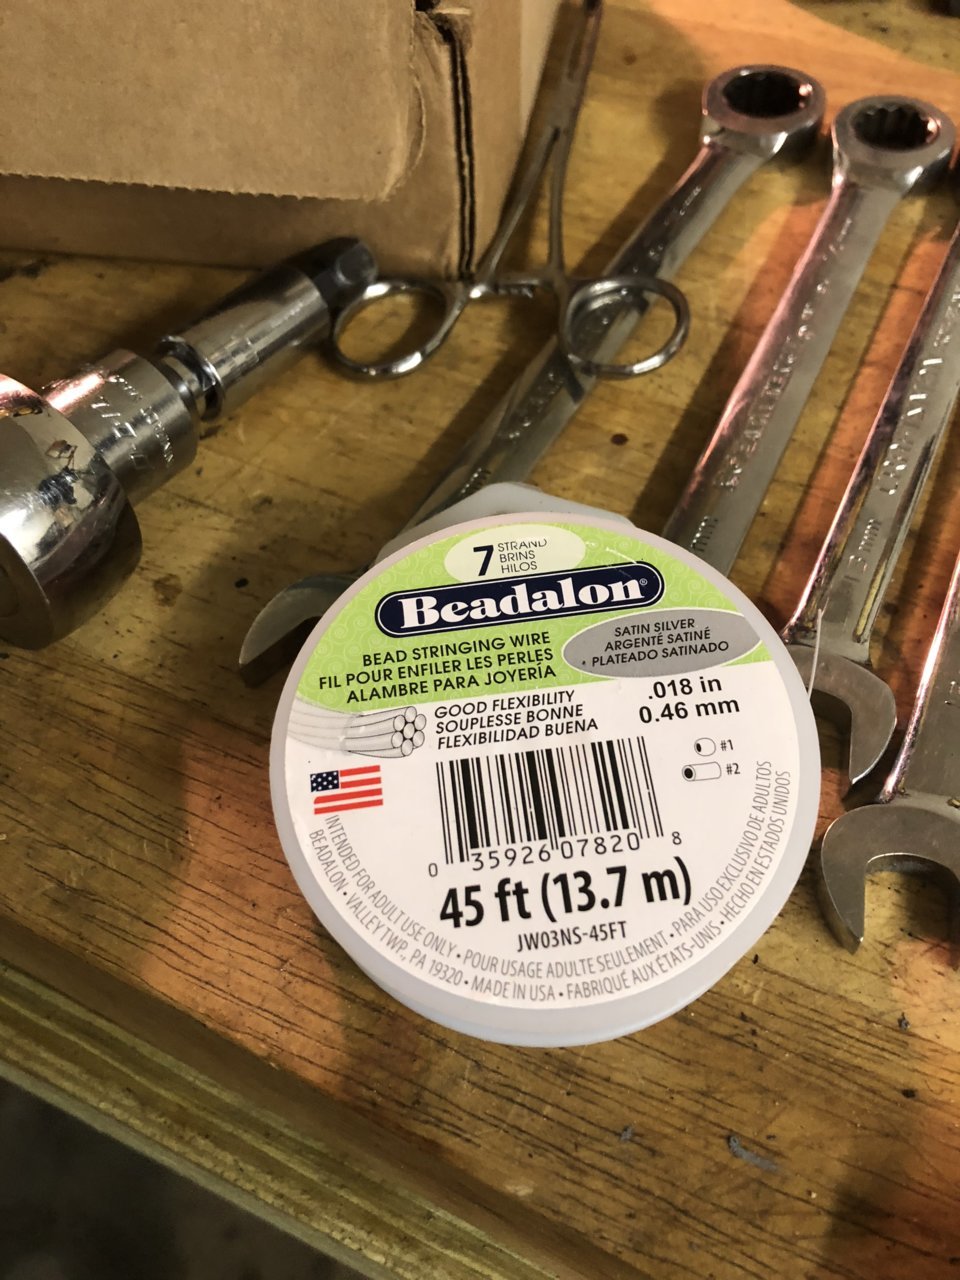 7
STRAND
BRINS
HILOS
Beadalon®
BEAD STRINGING WIRE
FIL POUR ENFILER LES PERLES
ALAMBRE PARA JOYERÍA
SATIN SILVER
ARGENTÉ SATINÉ
• PLATEADO SATINADO
GOOD FLEXIBILITY
SOUPLESSE BONNE
FLEXIBILIDAD BUENA
.018 in
0.46 mm
#1
#2
0 35926 07820 8
45 ft (13.7 m)
JW03NS-45FT
INTENDED FOR ADULT USE ONLY • POUR USAGE ADULTE SEULEMENT • PARA USO EXCLUSIVO DE ADULTOS
BEADALON • VALLEY TWP., PA 19320 • MADE IN USA • FABRIQUÉ AUX ÉTATS-UNIS • HECHO EN ESTADOS UNIDOS